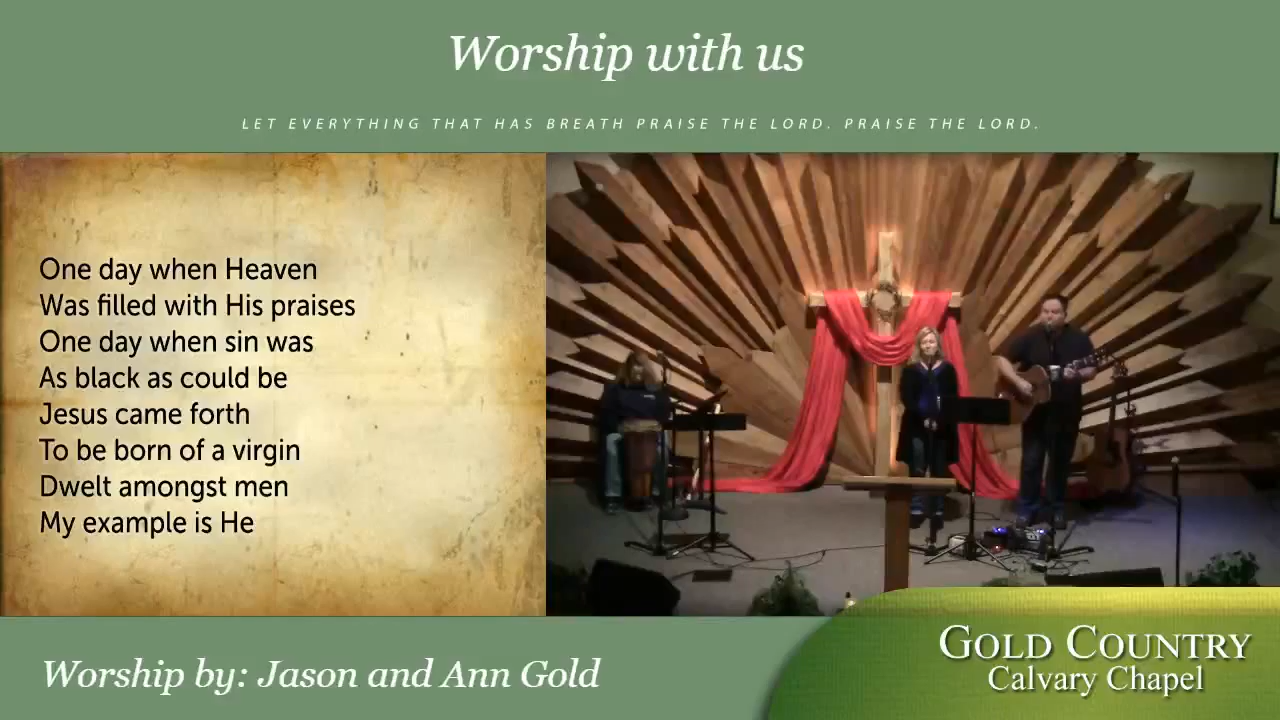 Worship with us
LET EVERYTHING THAT HAS BREATH PRAISE THE LORD. PRAISE THE LORD.
One day when Heaven
Was filled with His praises
One day when sin was
As black as could be
Jesus came forth
To be born of a virgin
Dwelt amongst men
My example is He
Worship by: Jason and Ann Gold
GOLD COUNTRY
Calvary Chapel